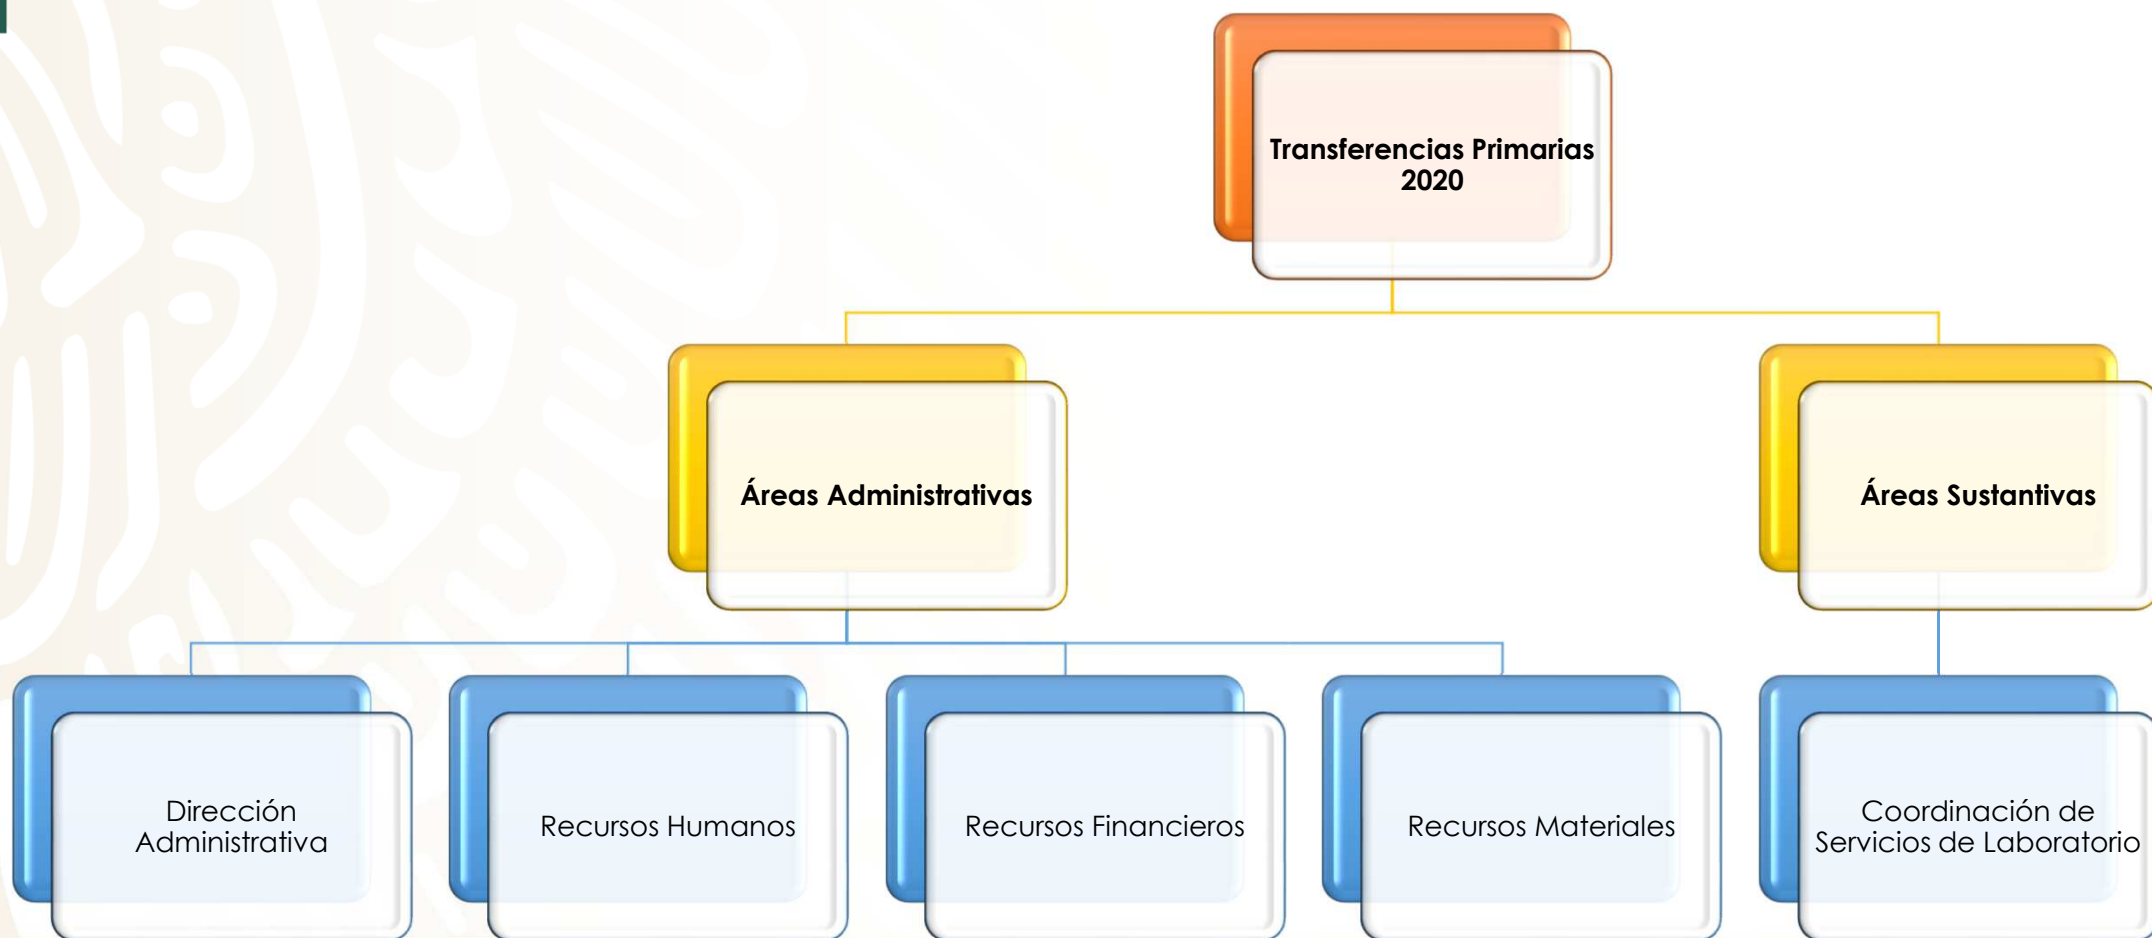 Transferencias Primarias
2020
Áreas Administrativas
Áreas Sustantivas
Dirección
Administrativa
Recursos Humanos
Recursos Financieros
Recursos Materiales
Coordinación de
Servicios de Laboratorio